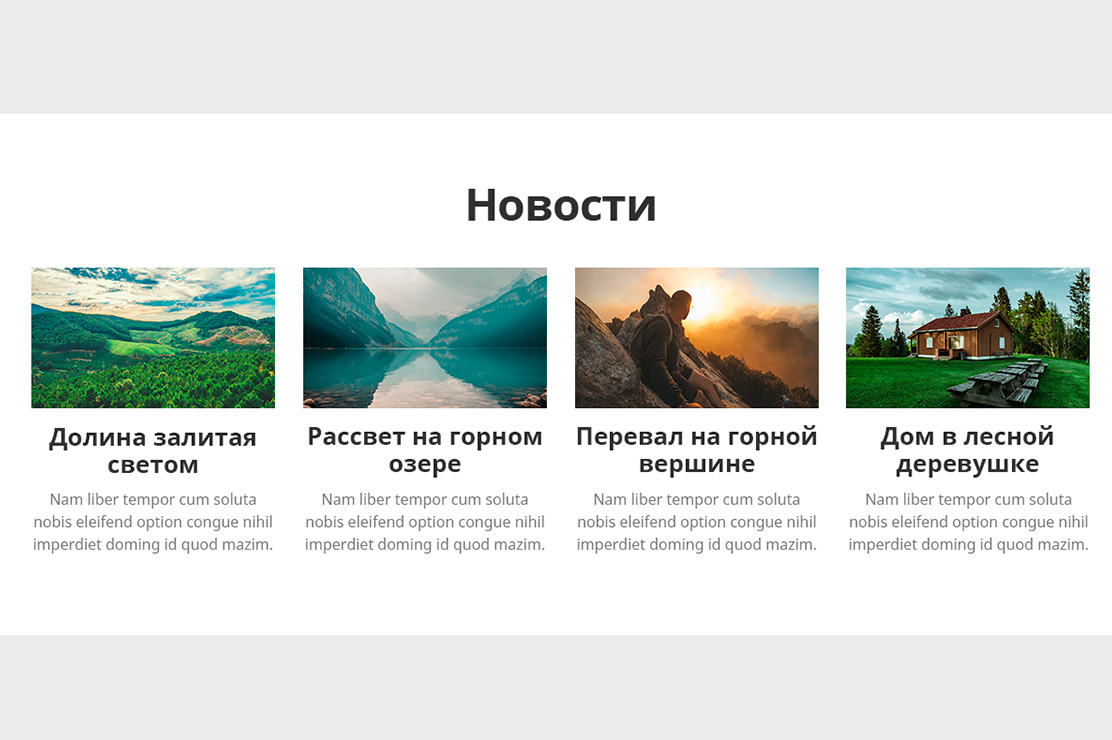 Новости
Долина залитая
светом
Nam liber tempor cum soluta
nobis eleifend option congue nihil
imperdiet doming id quod mazim.
Рассвет на горном
озере
Nam liber tempor cum soluta
nobis eleifend option congue nihil
imperdiet doming id quod mazim.
Перевал на горной
вершине
Nam liber tempor cum soluta
nobis eleifend option congue nihil
imperdiet doming id quod mazim.
Дом в лесной
деревушке
Nam liber tempor cum soluta
nobis eleifend option congue nihil
imperdiet doming id quod mazim.